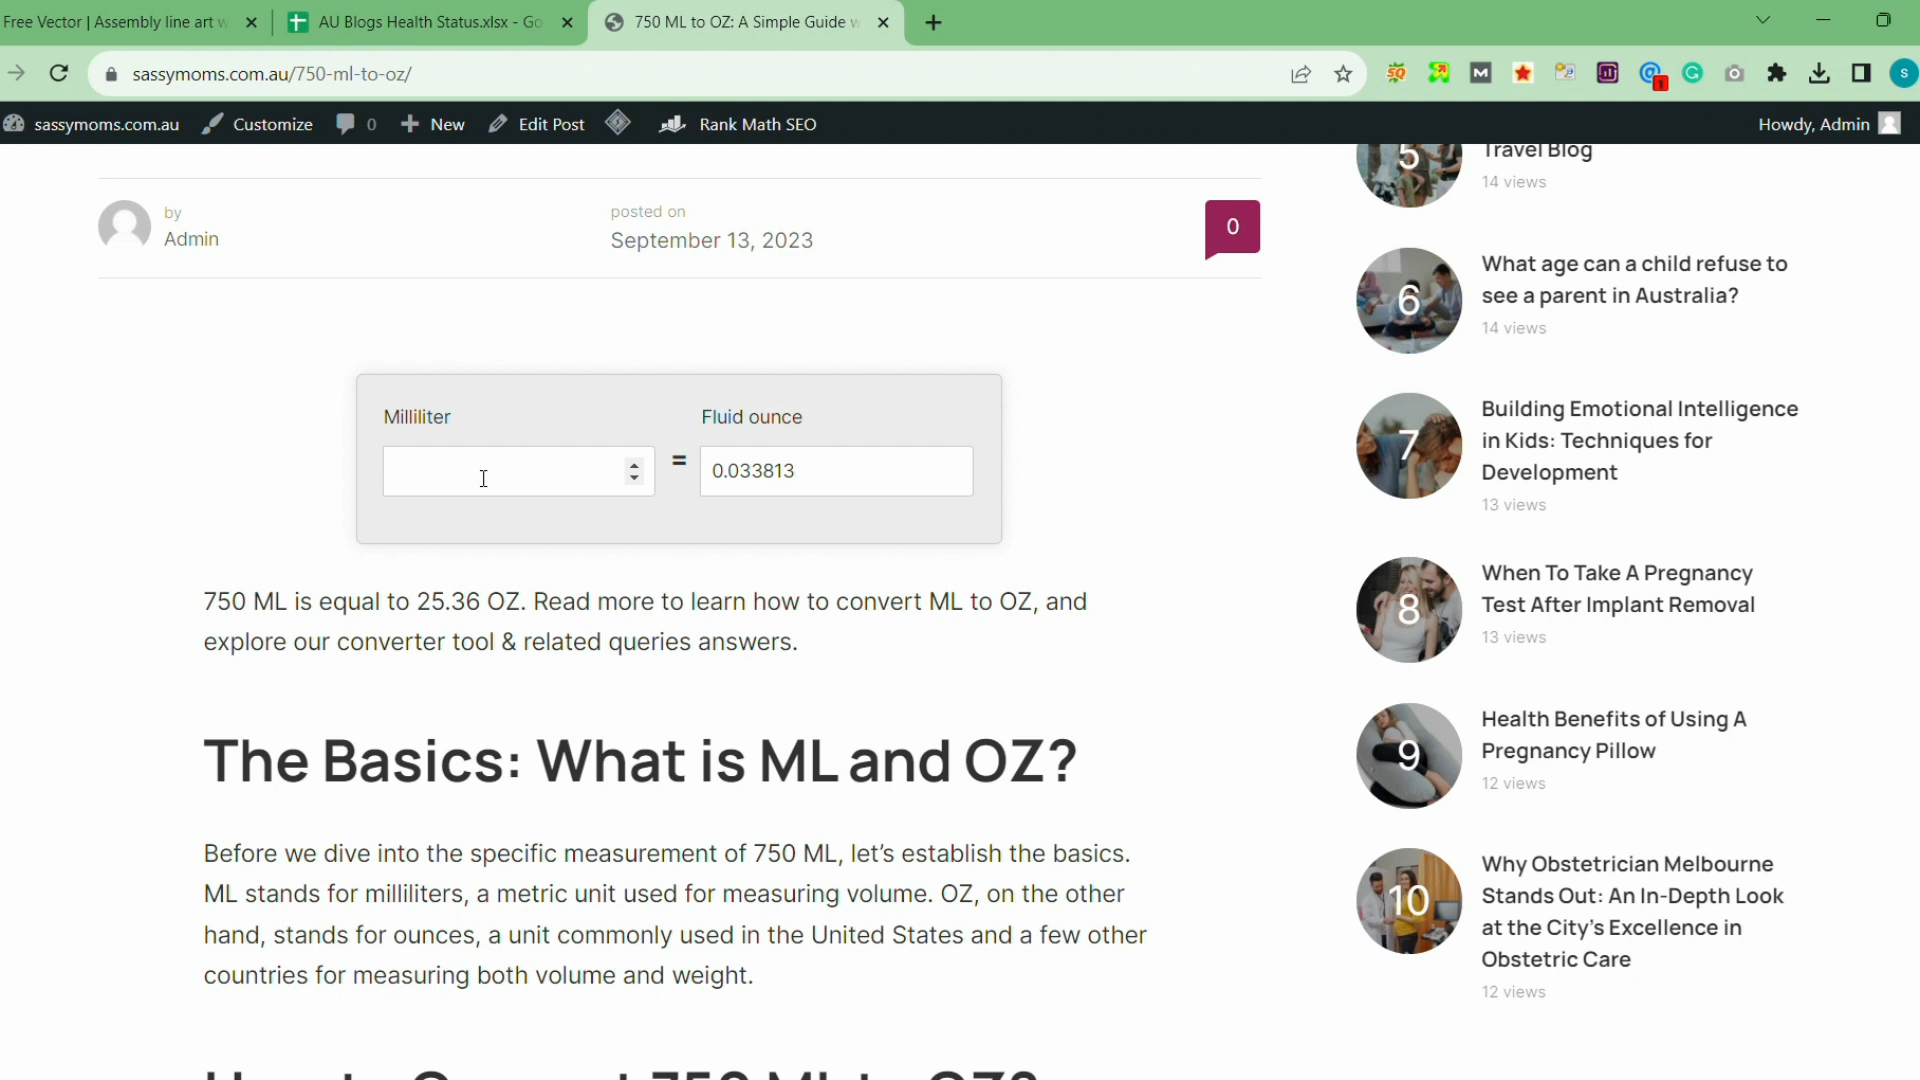 Free Vector | Assembly line art w
AU Blogs Health Status.xlsx - Go
750 ML to OZ: A Simple Guide w
sassymoms.com.au/750-ml-to-oz/
SQ
M
1
G
S
sassymoms.com.au
Customize
0
New
Edit Post
Rank Math SEO
Howdy, Admin
by
Admin
posted on
September 13, 2023
0
Milliliter
Fluid ounce
=
0.033813
750 ML is equal to 25.36 OZ. Read more to learn how to convert ML to OZ, and
explore our converter tool & related queries answers.
The Basics: What is ML and OZ?
Before we dive into the specific measurement of 750 ML, let's establish the basics.
ML stands for milliliters, a metric unit used for measuring volume. OZ, on the other
hand, stands for ounces, a unit commonly used in the United States and a few other
countries for measuring both volume and weight.
5
Travel Blog
14 views
6
What age can a child refuse to
see a parent in Australia?
14 views
7
Building Emotional Intelligence
in Kids: Techniques for
Development
13 views
8
When To Take A Pregnancy
Test After Implant Removal
13 views
9
Health Benefits of Using A
Pregnancy Pillow
12 views
10
Why Obstetrician Melbourne
Stands Out: An In-Depth Look
at the City's Excellence in
Obstetric Care
12 views